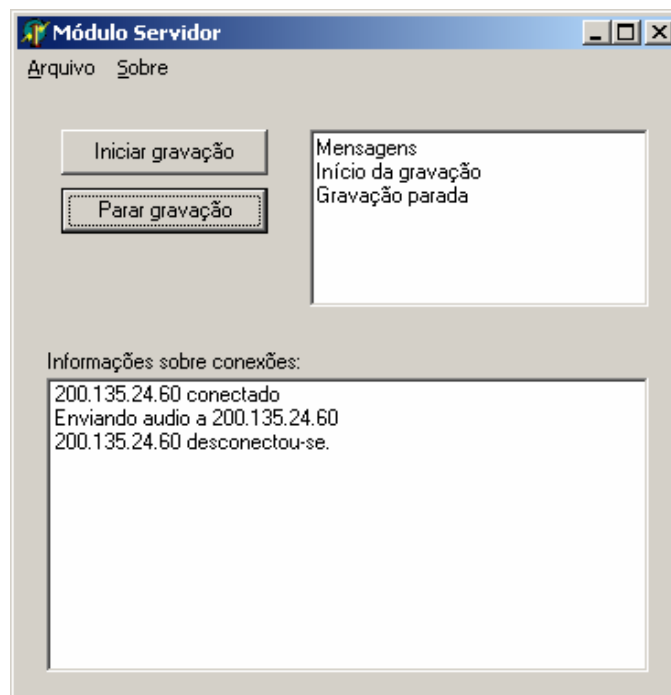 Módulo Servidor
Arquivo Sobre
Iniciar gravação
Parar gravação
Mensagens
Início da gravação
Gravação parada
Informações sobre conexões:
200.135.24.60 conectado
Enviando audio a 200.135.24.60
200.135.24.60 desconectou-se.